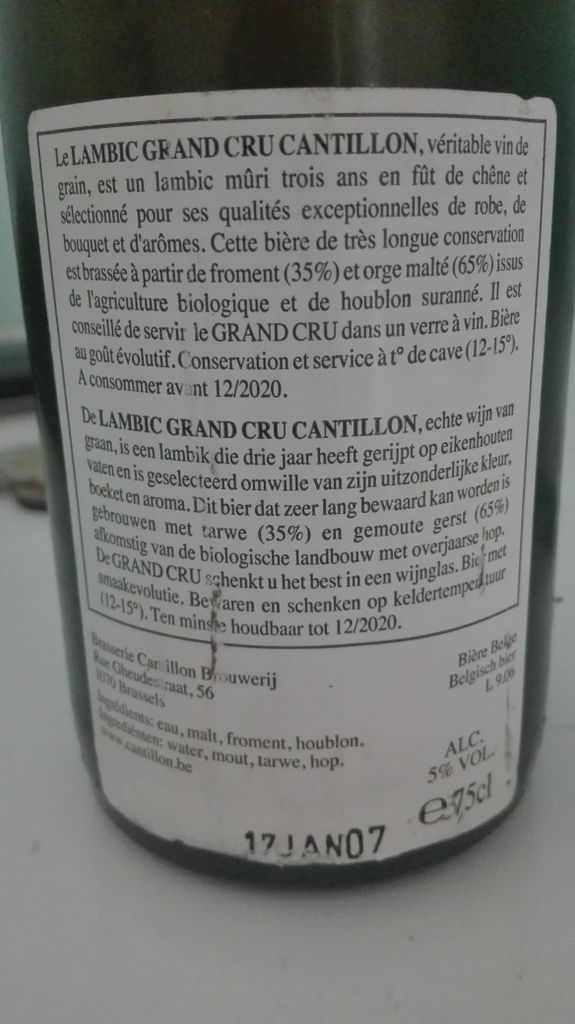 Le LAMBIC GRAND CRU CANTILLON, véritable vin de
grain, est un lambic mûri trois ans en fût de chêne et
sélectionné pour ses qualités exceptionnelles de robe, de
bouquet et d'arômes. Cette bière de très longue conservation
est brassée à partir de froment (35%) et orge malté (65%) issus
de l'agriculture biologique et de houblon suranné. Il est
conseillé de servir le GRAND CRU dans un verre à vin. Bière
au goût évolutif. Conservation et service à t° de cave (12-15°).
A consommer avant 12/2020.
De LAMBIC GRAND CRU CANTILLON, echte wijn van
graan, is een lambik die drie jaar heeft gerijpt op eikenhouten
vaten en is geselecteerd omwille van zijn uitzonderlijke kleur,
boeket en aroma. Dit bier dat zeer lang bewaard kan worden is
gebrouwen met tarwe (35%) en gemoute gerst (65%)
afkomstig van de biologische landbouw met overjaarse hop.
De GRAND CRU schenkt u het best in een wijnglas. Bier met
smaakevolutie. Bewaren en schenken op keldertemperatuur
(12-15°). Ten minste houdbaar tot 12/2020.
Brasserie Cantillon Brouwerij
Rue Gheudestraat, 56
1070 Brussels
Ingrédients: eau, malt, froment, houblon.
Ingrediënten: water, mout, tarwe, hop.
www.cantillon.be
Bière Belge
Belgisch bier
L 9.06
ALC.
5% VOL.
e 75cl
17JAN07